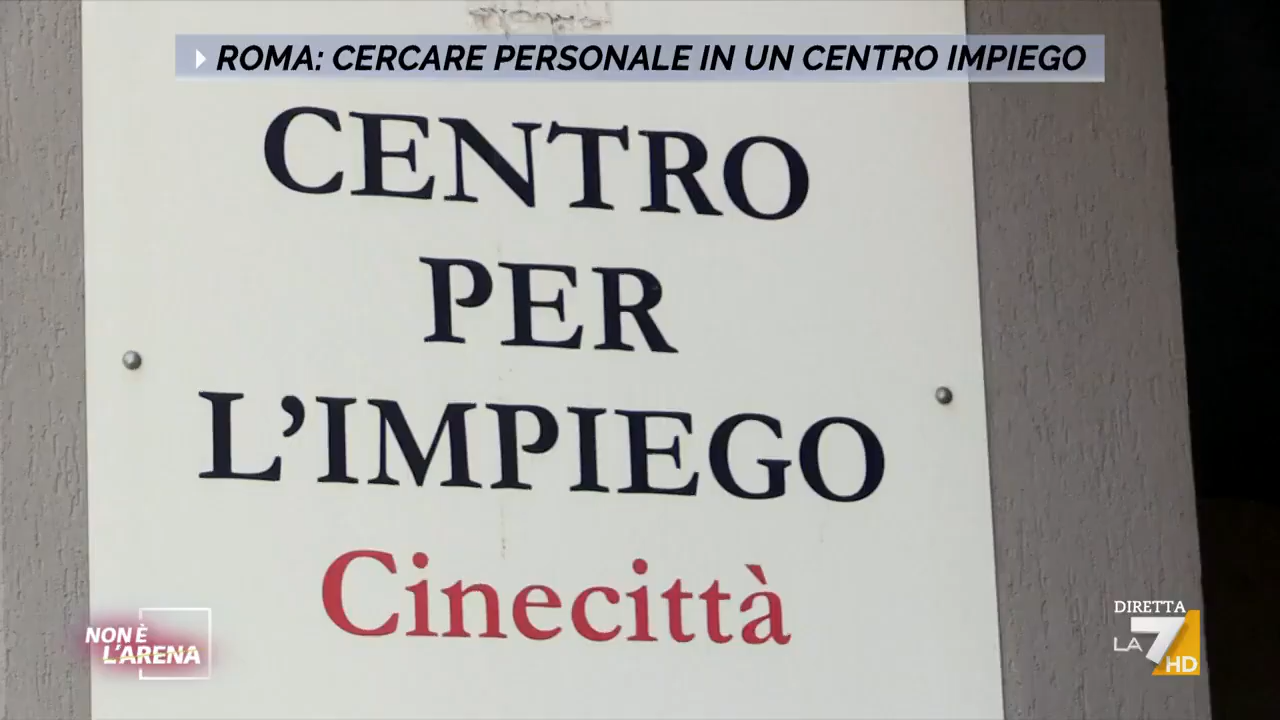 ROMA: CERCARE PERSONALE IN UN CENTRO IMPIEGO
CENTRO
PER
L'IMPIEGO
Cinecittà
NON È
L'ARENA
DIRETTA
LA 7 HD